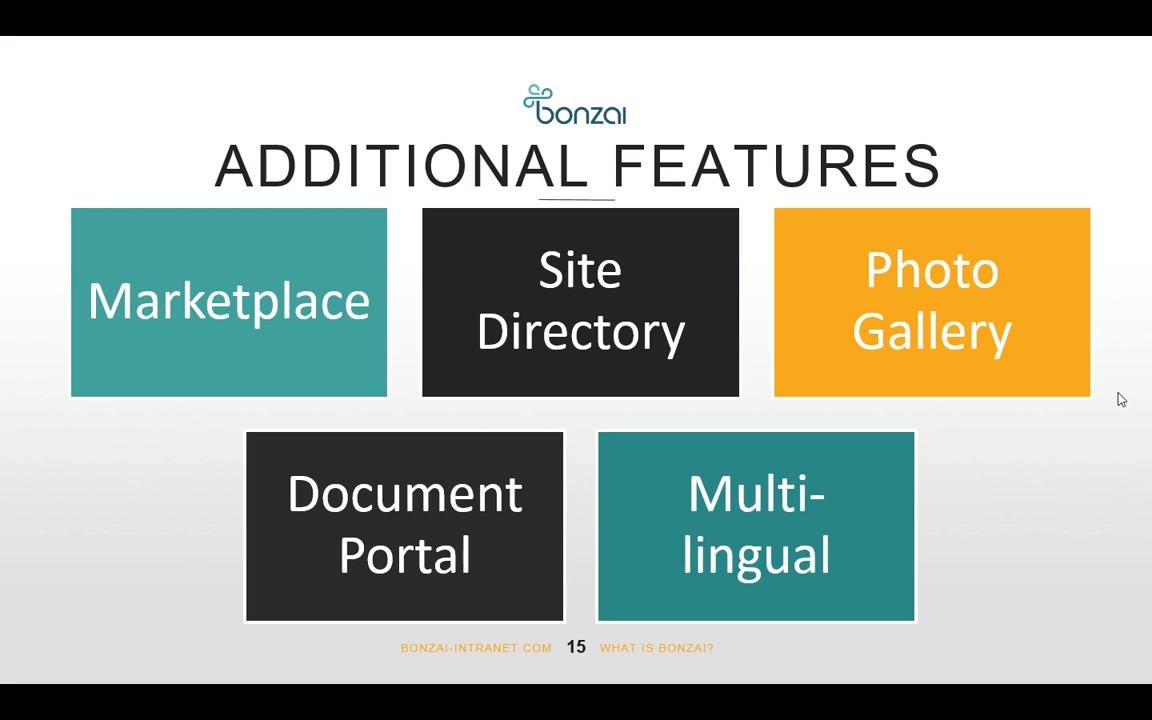 bonzai
ADDITIONAL FEATURES
Marketplace
Site
Directory
Photo
Gallery
Document
Portal
Multi-
lingual
BONZAI-INTRANET.COM 15 WHAT IS BONZAI?